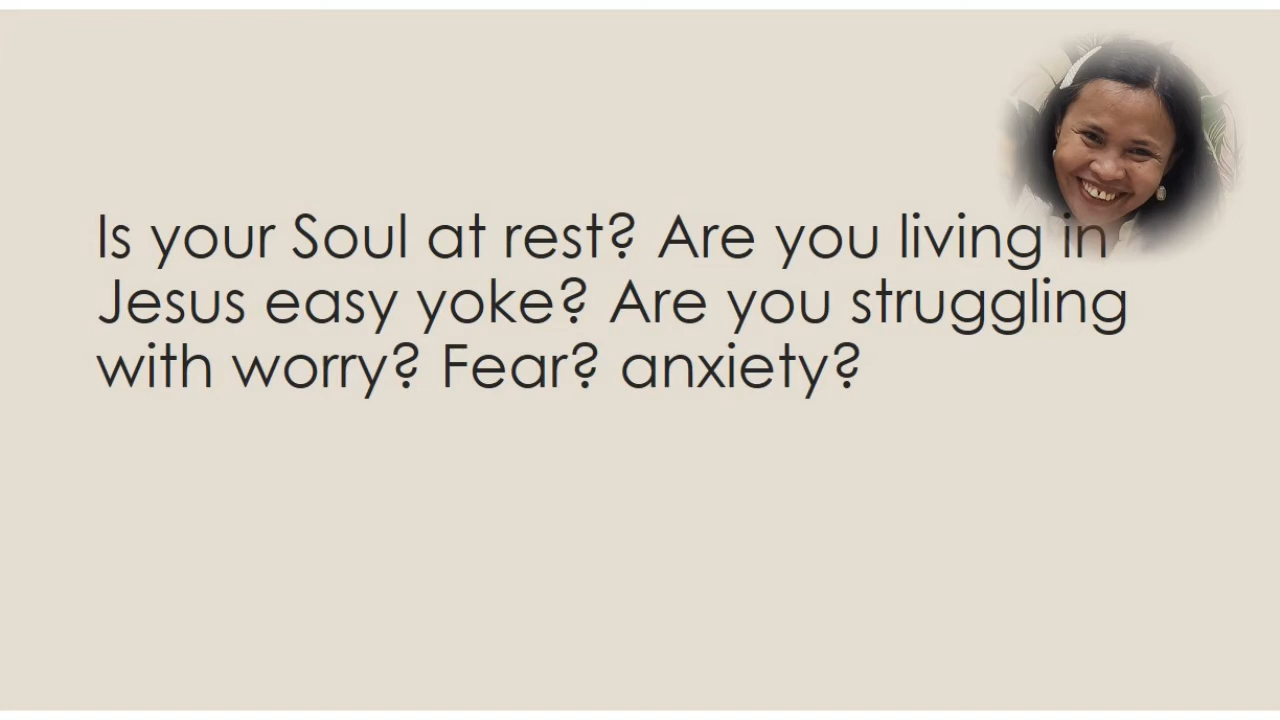 Is your Soul at rest? Are you living in
Jesus easy yoke? Are you struggling
with worry? Fear? anxiety?